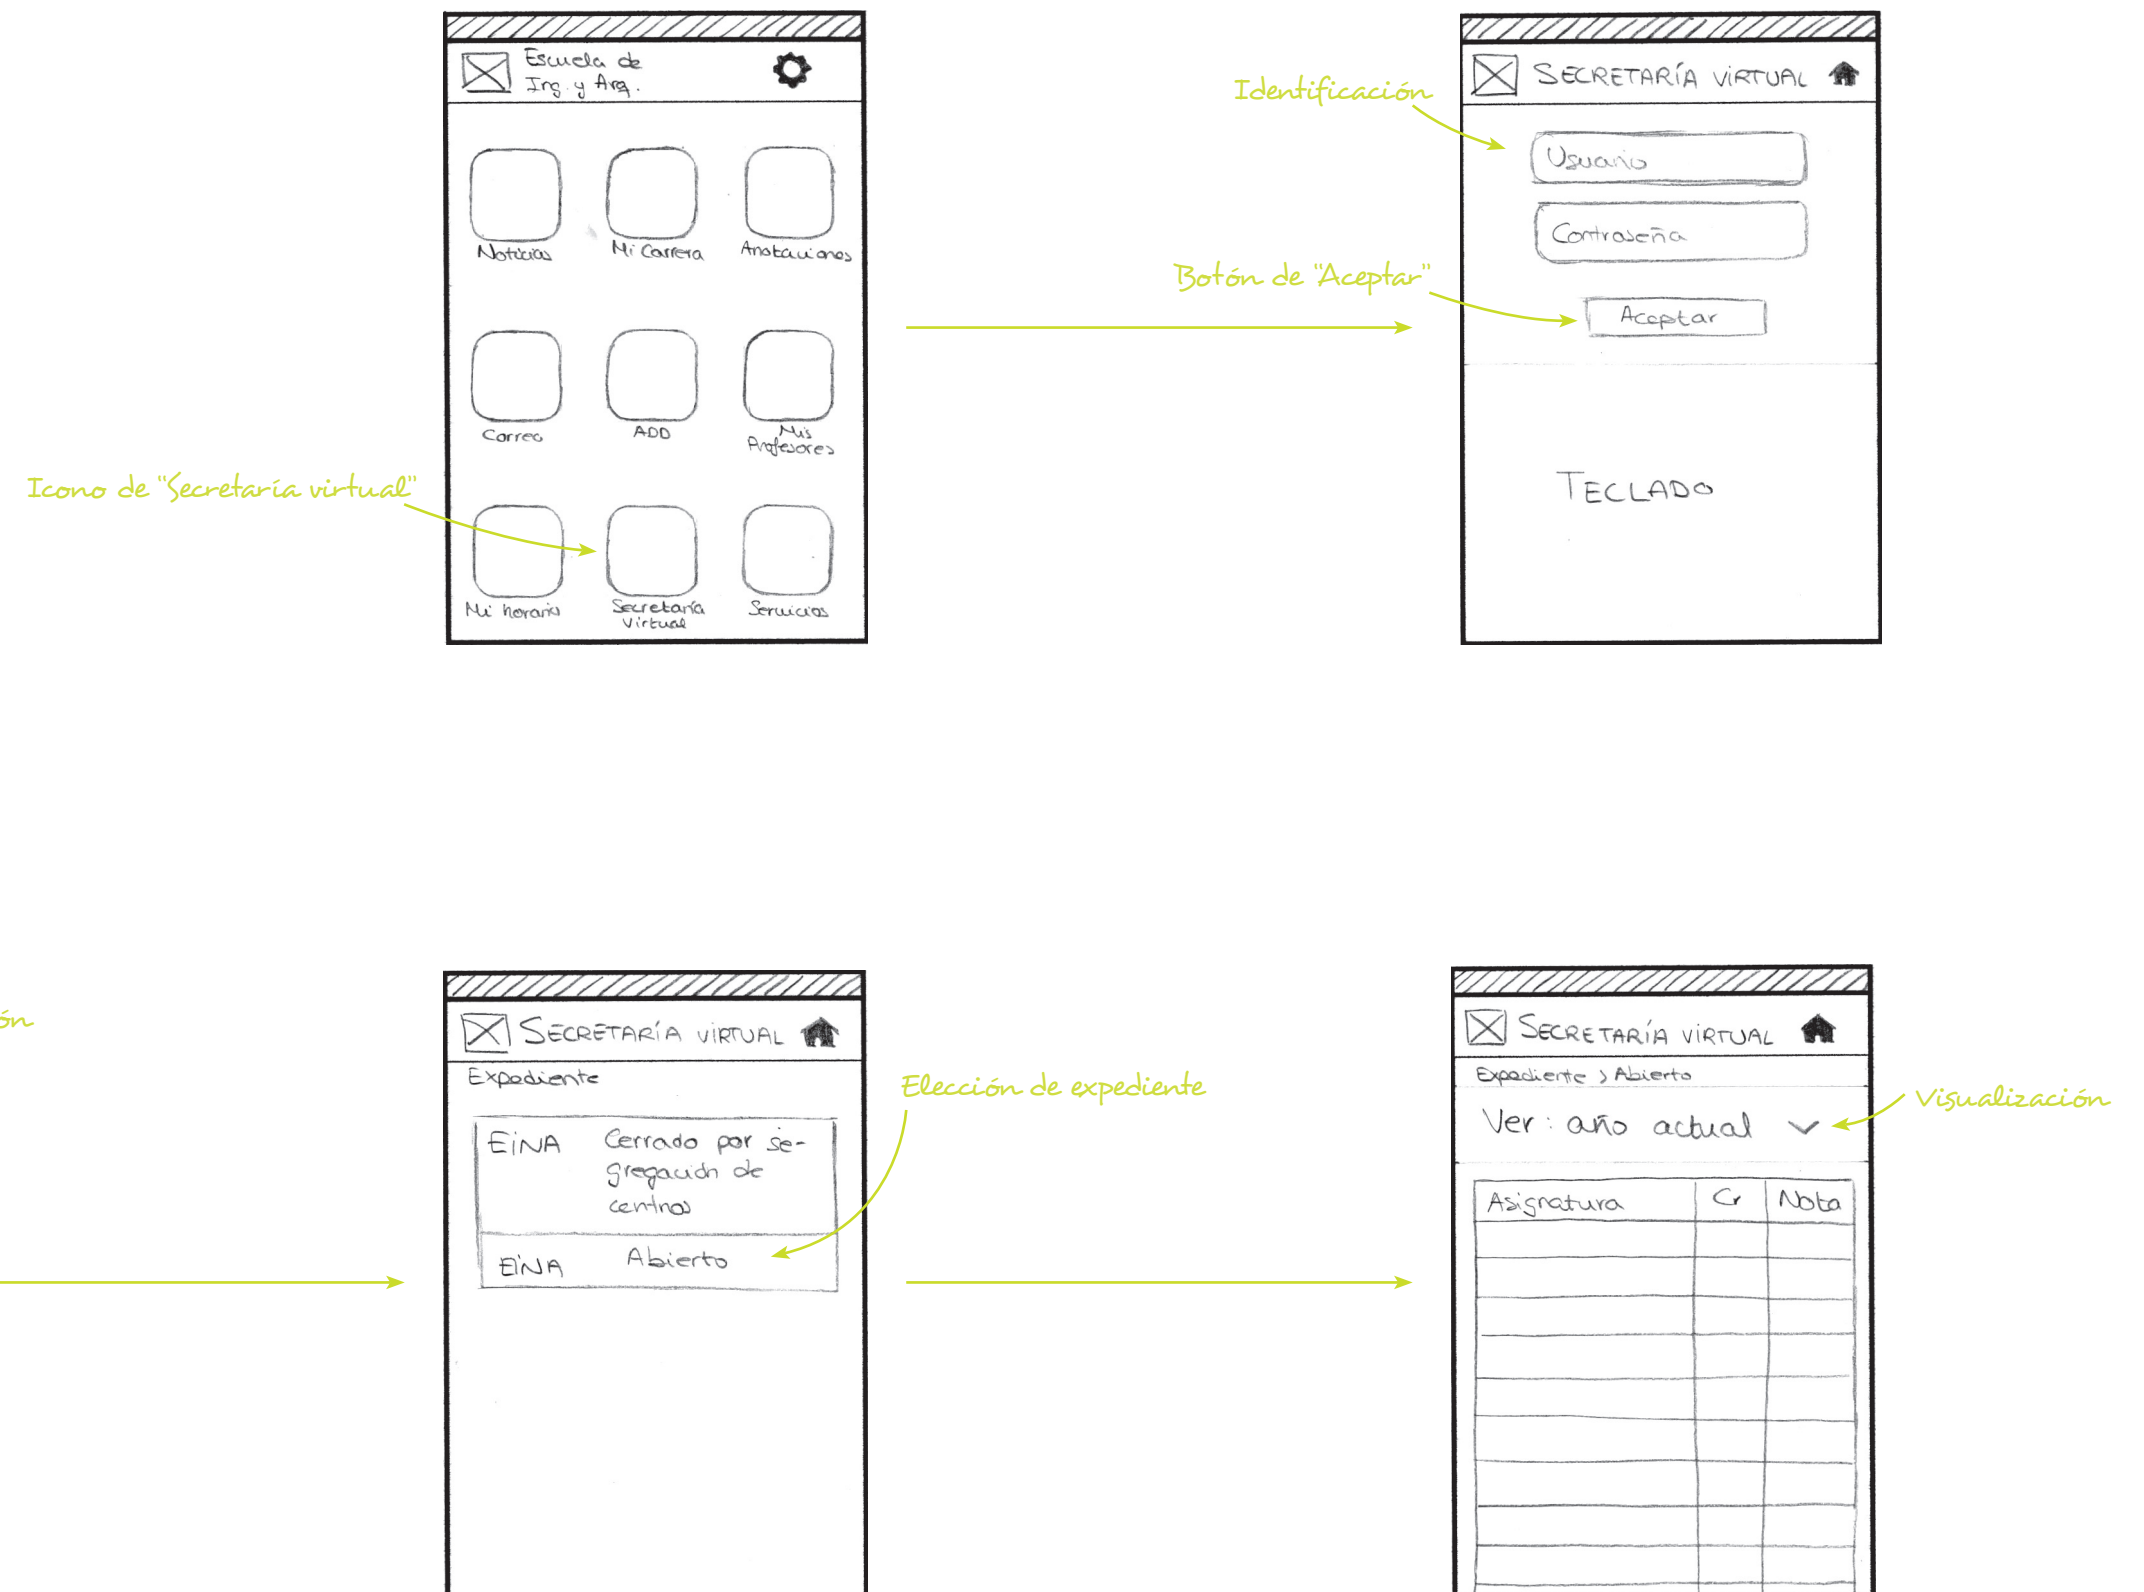 Escuela de
Ing. y Arq.
Noticias
Mi Carrera
Anotaciones
Correo
ADD
Mis
Profesores
Icono de "Secretaría virtual"
Mi horario
Secretaría
Virtual
Servicios
SECRETARÍA VIRTUAL
Identificación
Usuario
Contraseña
Botón de "Aceptar"
Aceptar
TECLADO
ón
SECRETARÍA VIRTUAL
Expediente
EINA Cerrado por se-
gregación de
centros
EINA Abierto
Elección de expediente
SECRETARÍA VIRTUAL
Expediente > Abierto
Ver: año actual
Visualización
Asignatura Cr Nota